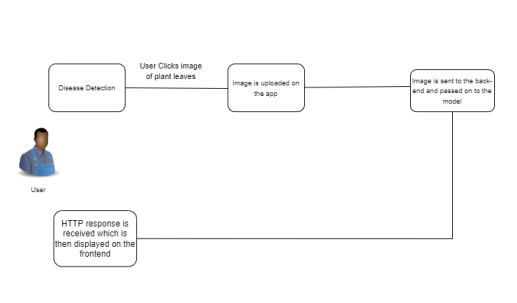 User Clicks image
of plant leaves
Disease Detection
Image is uploaded on
the app
Image is sent to the back-
end and passed on to the
model
User
HTTP response is
received which is
then displayed on the
frontend